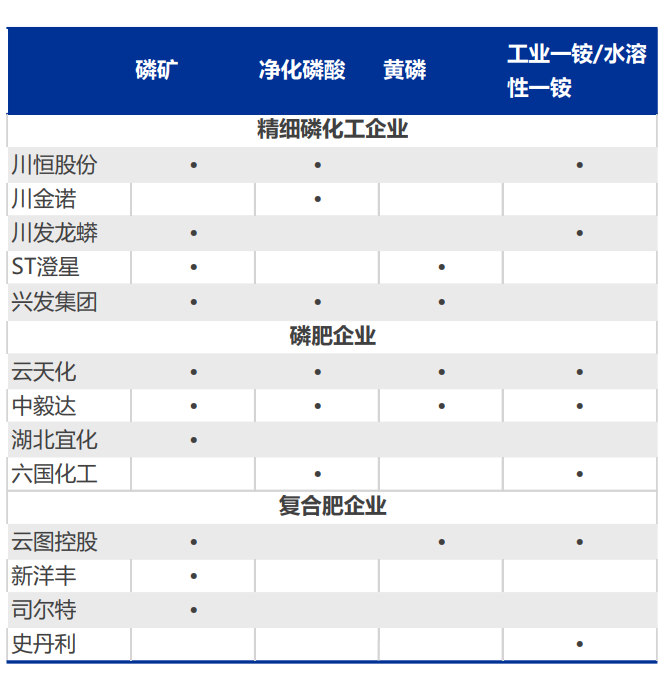 磷矿 净化磷酸 黄磷 工业一铵/水溶
性一铵
精细磷化工企业
川恒股份 • • •
川金诺 •
川发龙蟒 • •
ST澄星 • •
兴发集团 • • •
磷肥企业
云天化 • • • •
中毅达 • • • •
湖北宜化 •
六国化工 • •
复合肥企业
云图控股 • • •
新洋丰 •
司尔特 •
史丹利 •